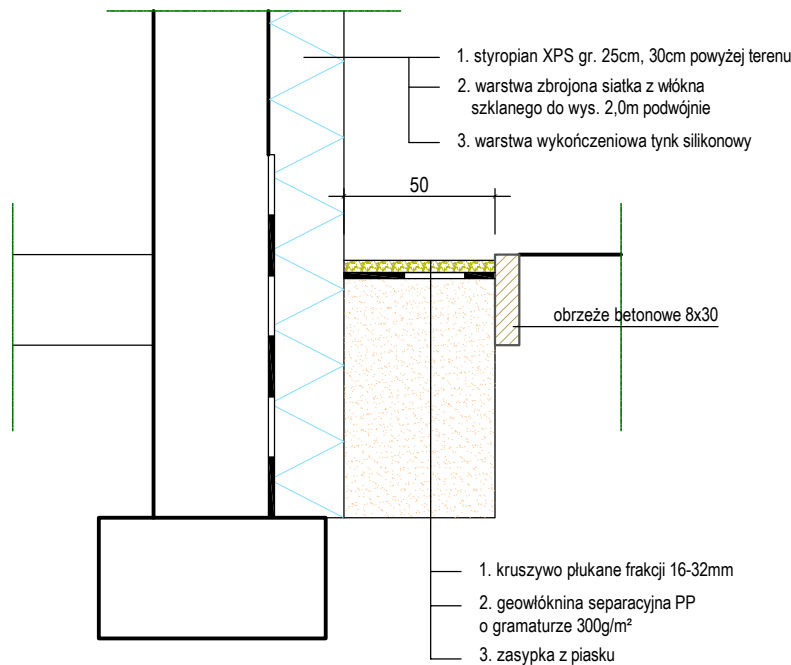 1. styropian XPS gr. 25cm, 30cm powyżej terenu
2. warstwa zbrojona siatka z włókna
szklanego do wys. 2,0m podwójnie
3. warstwa wykończeniowa tynk silikonowy
50
obrzeże betonowe 8x30
1. kruszywo płukane frakcji 16-32mm
2. geowłóknina separacyjna PP
o gramaturze 300g/m²
3. zasypka z piasku